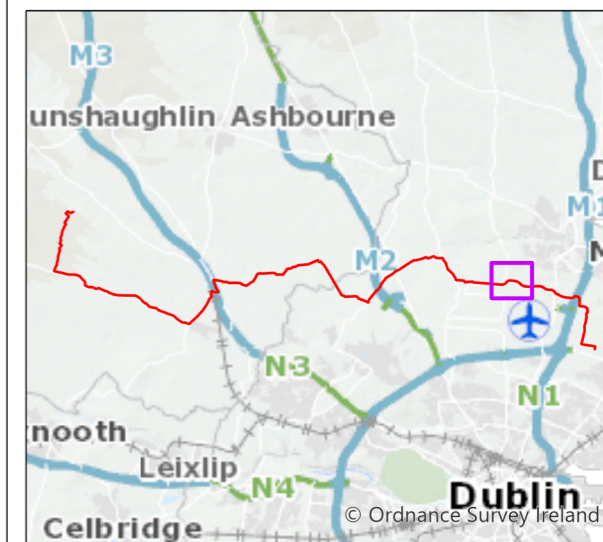 M3
unshaughlin Ashbourne
D
M1
M
M2
N3
N1
nooth
Leixlip
N4
Dublin
© Ordnance Survey Ireland
Celbridge